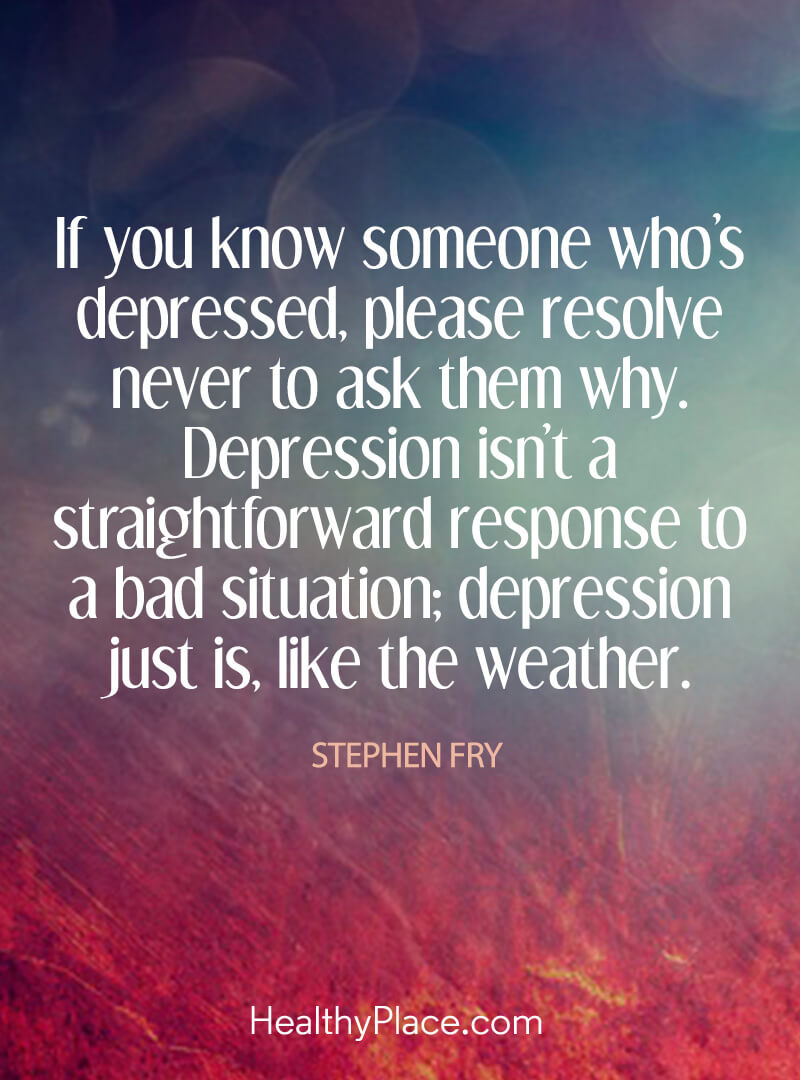 If you know someone who's
depressed, please resolve
never to ask them why.
Depression isn't a
straightforward response to
a bad situation; depression
just is, like the weather.
STEPHEN FRY
HealthyPlace.com